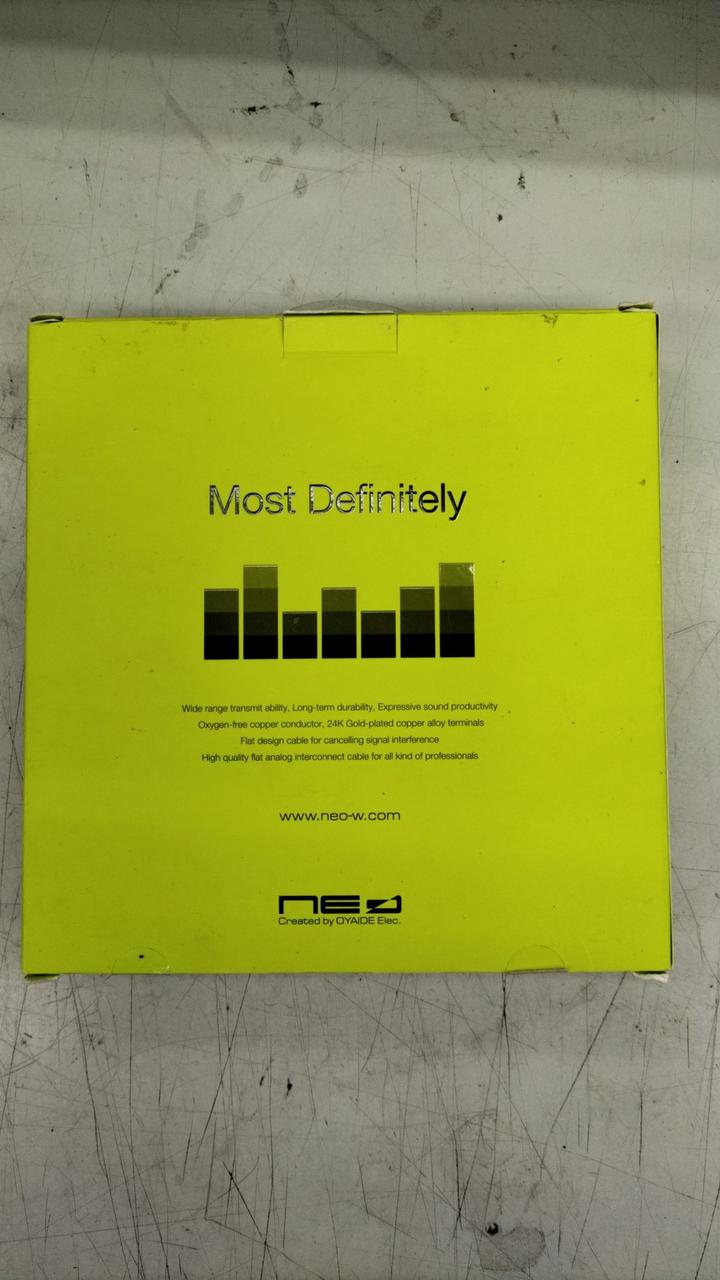 Most Definitely
Wide range transmit ability, Long-term durability, Expressive sound productivity
Oxygen-free copper conductor, 24K Gold-plated copper alloy terminals
Flat design cable for cancelling signal interference
High quality flat analog interconnect cable for all kind of professionals
www.neo-w.com
neo
Created by OYAIDE Elec.